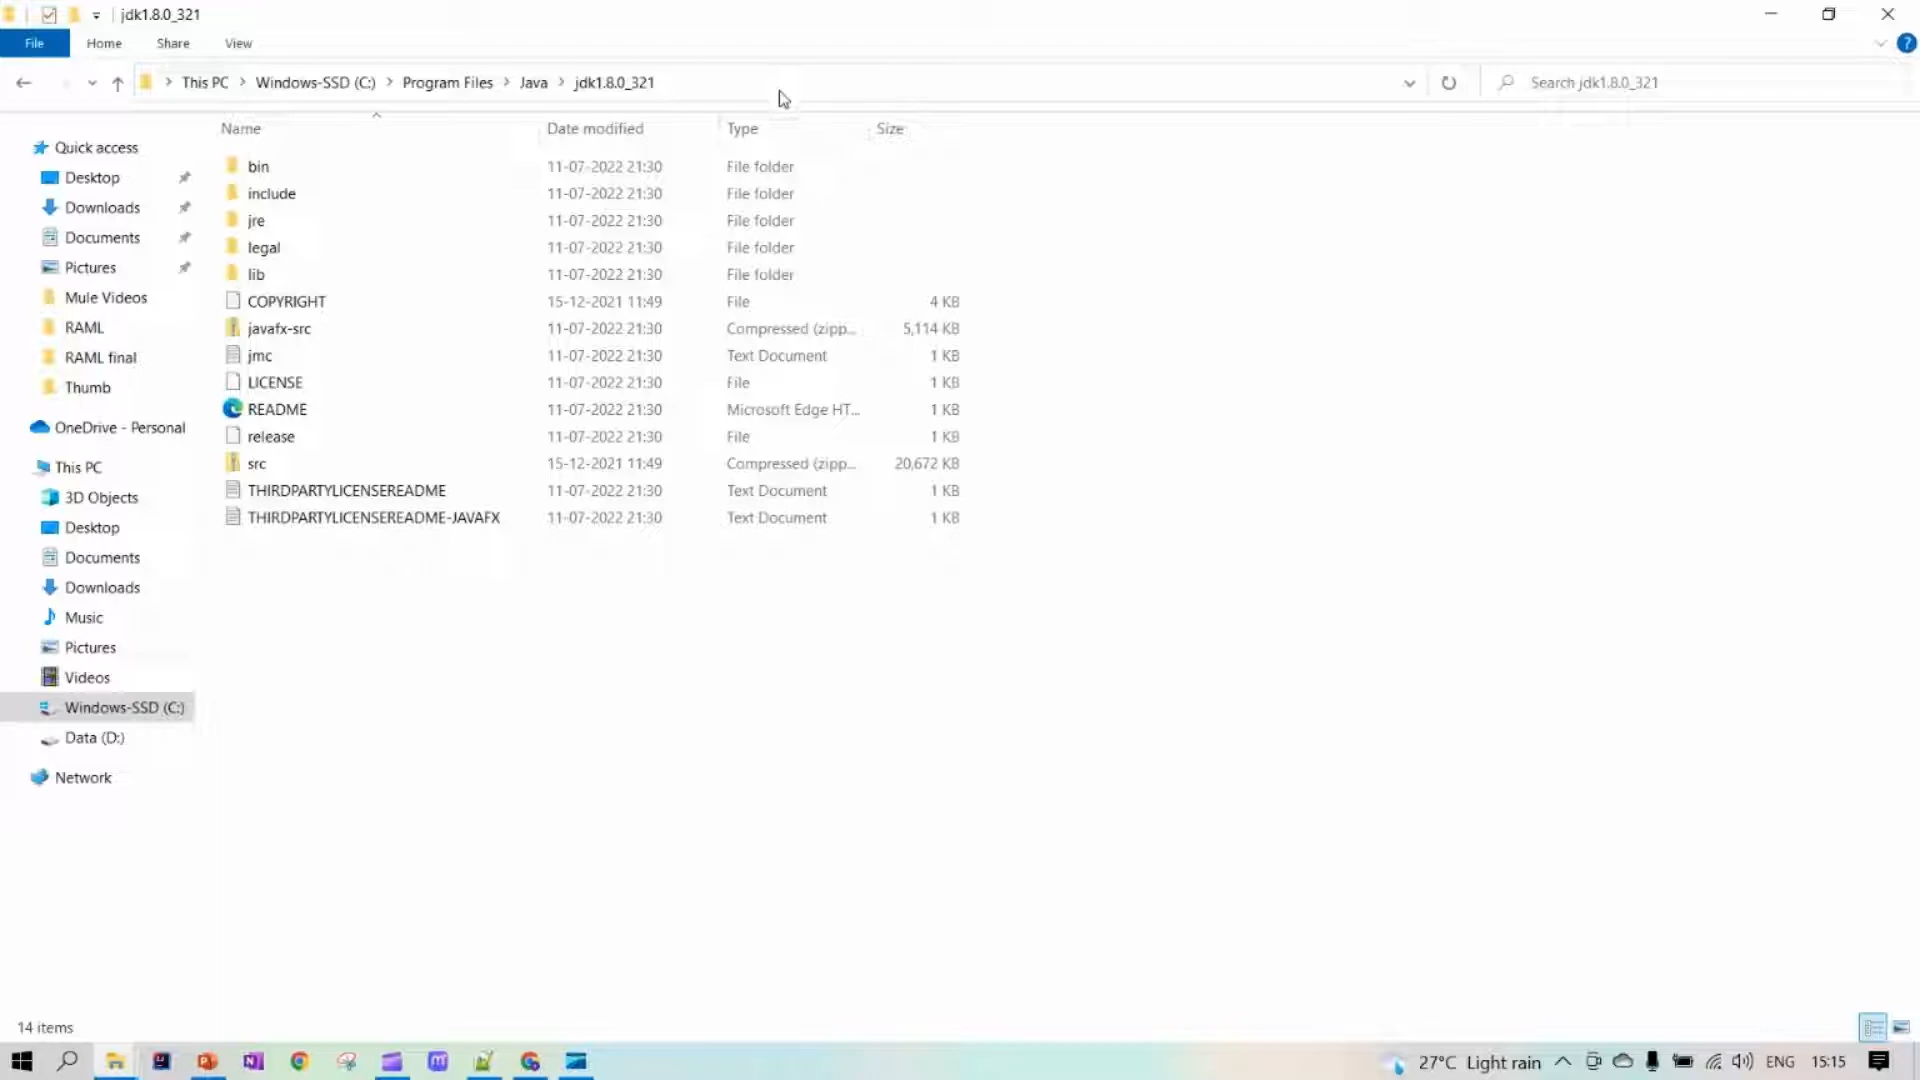 jdk1.8.0_321
File Home Share View
This PC Windows-SSD (C:) Program Files Java jdk1.8.0_321 Search jdk1.8.0_321
Name Date modified Type Size
Quick access
Desktop
Downloads
Documents
Pictures
Mule Videos
RAML
RAML final
Thumb
OneDrive - Personal
This PC
3D Objects
Desktop
Documents
Downloads
Music
Pictures
Videos
Windows-SSD (C:)
Data (D:)
Network
bin 11-07-2022 21:30 File folder
include 11-07-2022 21:30 File folder
jre 11-07-2022 21:30 File folder
legal 11-07-2022 21:30 File folder
lib 11-07-2022 21:30 File folder
COPYRIGHT 15-12-2021 11:49 File 4 KB
javafx-src 11-07-2022 21:30 Compressed (zipp... 5,114 KB
jmc 11-07-2022 21:30 Text Document 1 KB
LICENSE 11-07-2022 21:30 File 1 KB
README 11-07-2022 21:30 Microsoft Edge HT... 1 KB
release 11-07-2022 21:30 File 1 KB
src 15-12-2021 11:49 Compressed (zipp... 20,672 KB
THIRDPARTYLICENSEREADME 11-07-2022 21:30 Text Document 1 KB
THIRDPARTYLICENSEREADME-JAVAFX 11-07-2022 21:30 Text Document 1 KB
14 items
27°C Light rain ENG 15:15